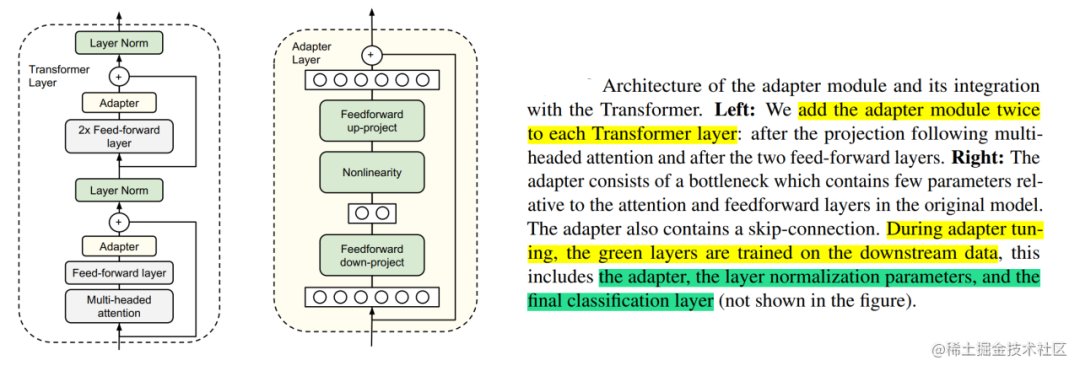 Layer Norm
Transformer
Layer
+
Adapter
2x Feed-forward
layer
Layer Norm
+
Adapter
Feed-forward layer
Multi-headed
attention
Adapter
Layer
+
Feedforward
up-project
Nonlinearity
Feedforward
down-project
Architecture of the adapter module and its integration
with the Transformer. Left: We add the adapter module twice
to each Transformer layer: after the projection following multi-
headed attention and after the two feed-forward layers. Right: The
adapter consists of a bottleneck which contains few parameters rel-
ative to the attention and feedforward layers in the original model.
The adapter also contains a skip-connection. During adapter tun-
ing, the green layers are trained on the downstream data, this
includes the adapter, the layer normalization parameters, and the
final classification layer (not shown in the figure).
@稀土掘金技术社区